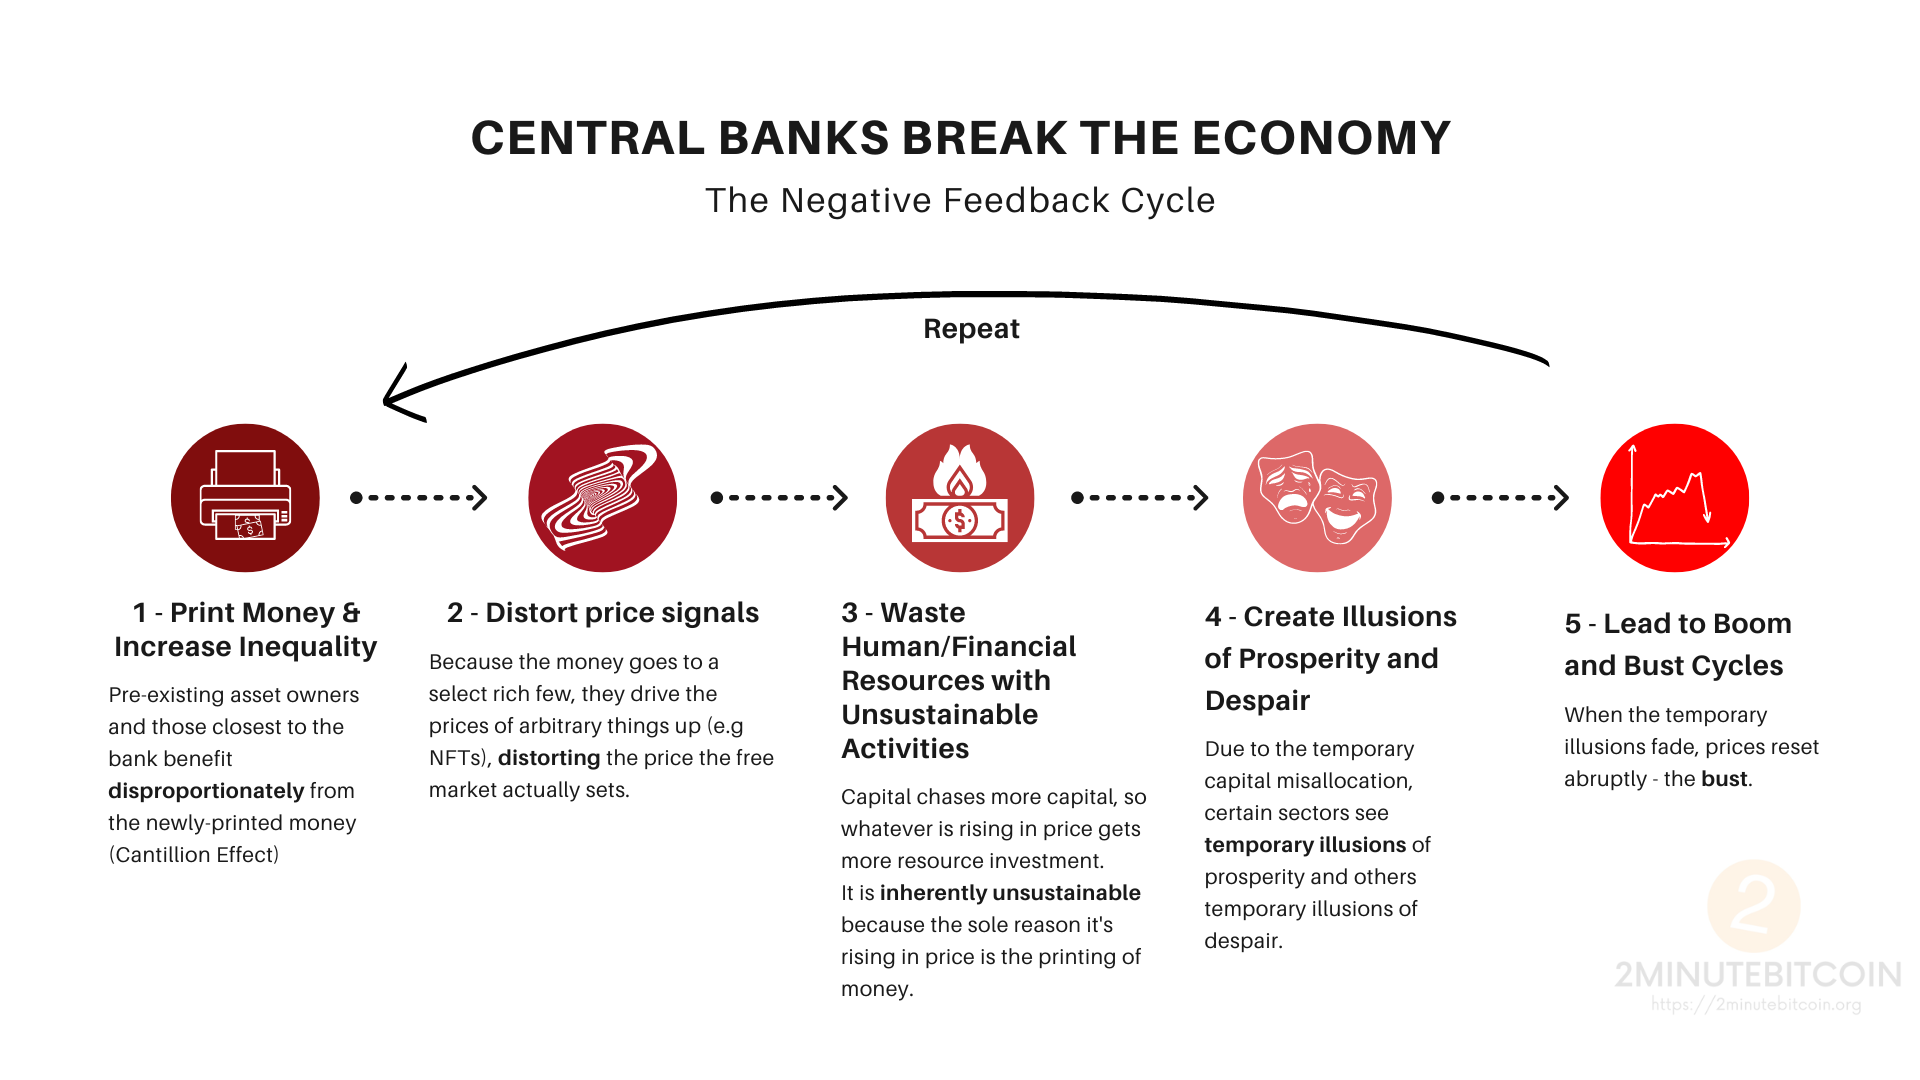 CENTRAL BANKS BREAK THE ECONOMY
The Negative Feedback Cycle
Repeat
1 - Print Money &
Increase Inequality
Pre-existing asset owners
and those closest to the
bank benefit
disproportionately from
the newly-printed money
(Cantillion Effect)
2 - Distort price signals
Because the money goes to a
select rich few, they drive the
prices of arbitrary things up (e.g
NFTs), distorting the price the free
market actually sets.
3 - Waste
Human/Financial
Resources with
Unsustainable
Activities
Capital chases more capital, so
whatever is rising in price gets
more resource investment.
It is inherently unsustainable
because the sole reason it's
rising in price is the printing of
money.
4 - Create Illusions
of Prosperity and
Despair
Due to the temporary
capital misallocation,
certain sectors see
temporary illusions of
prosperity and others
temporary illusions of
despair.
5 - Lead to Boom
and Bust Cycles
When the temporary
illusions fade, prices reset
abruptly - the bust.
2
2MINUTEBITCOIN
https://2minutebitcoin.org